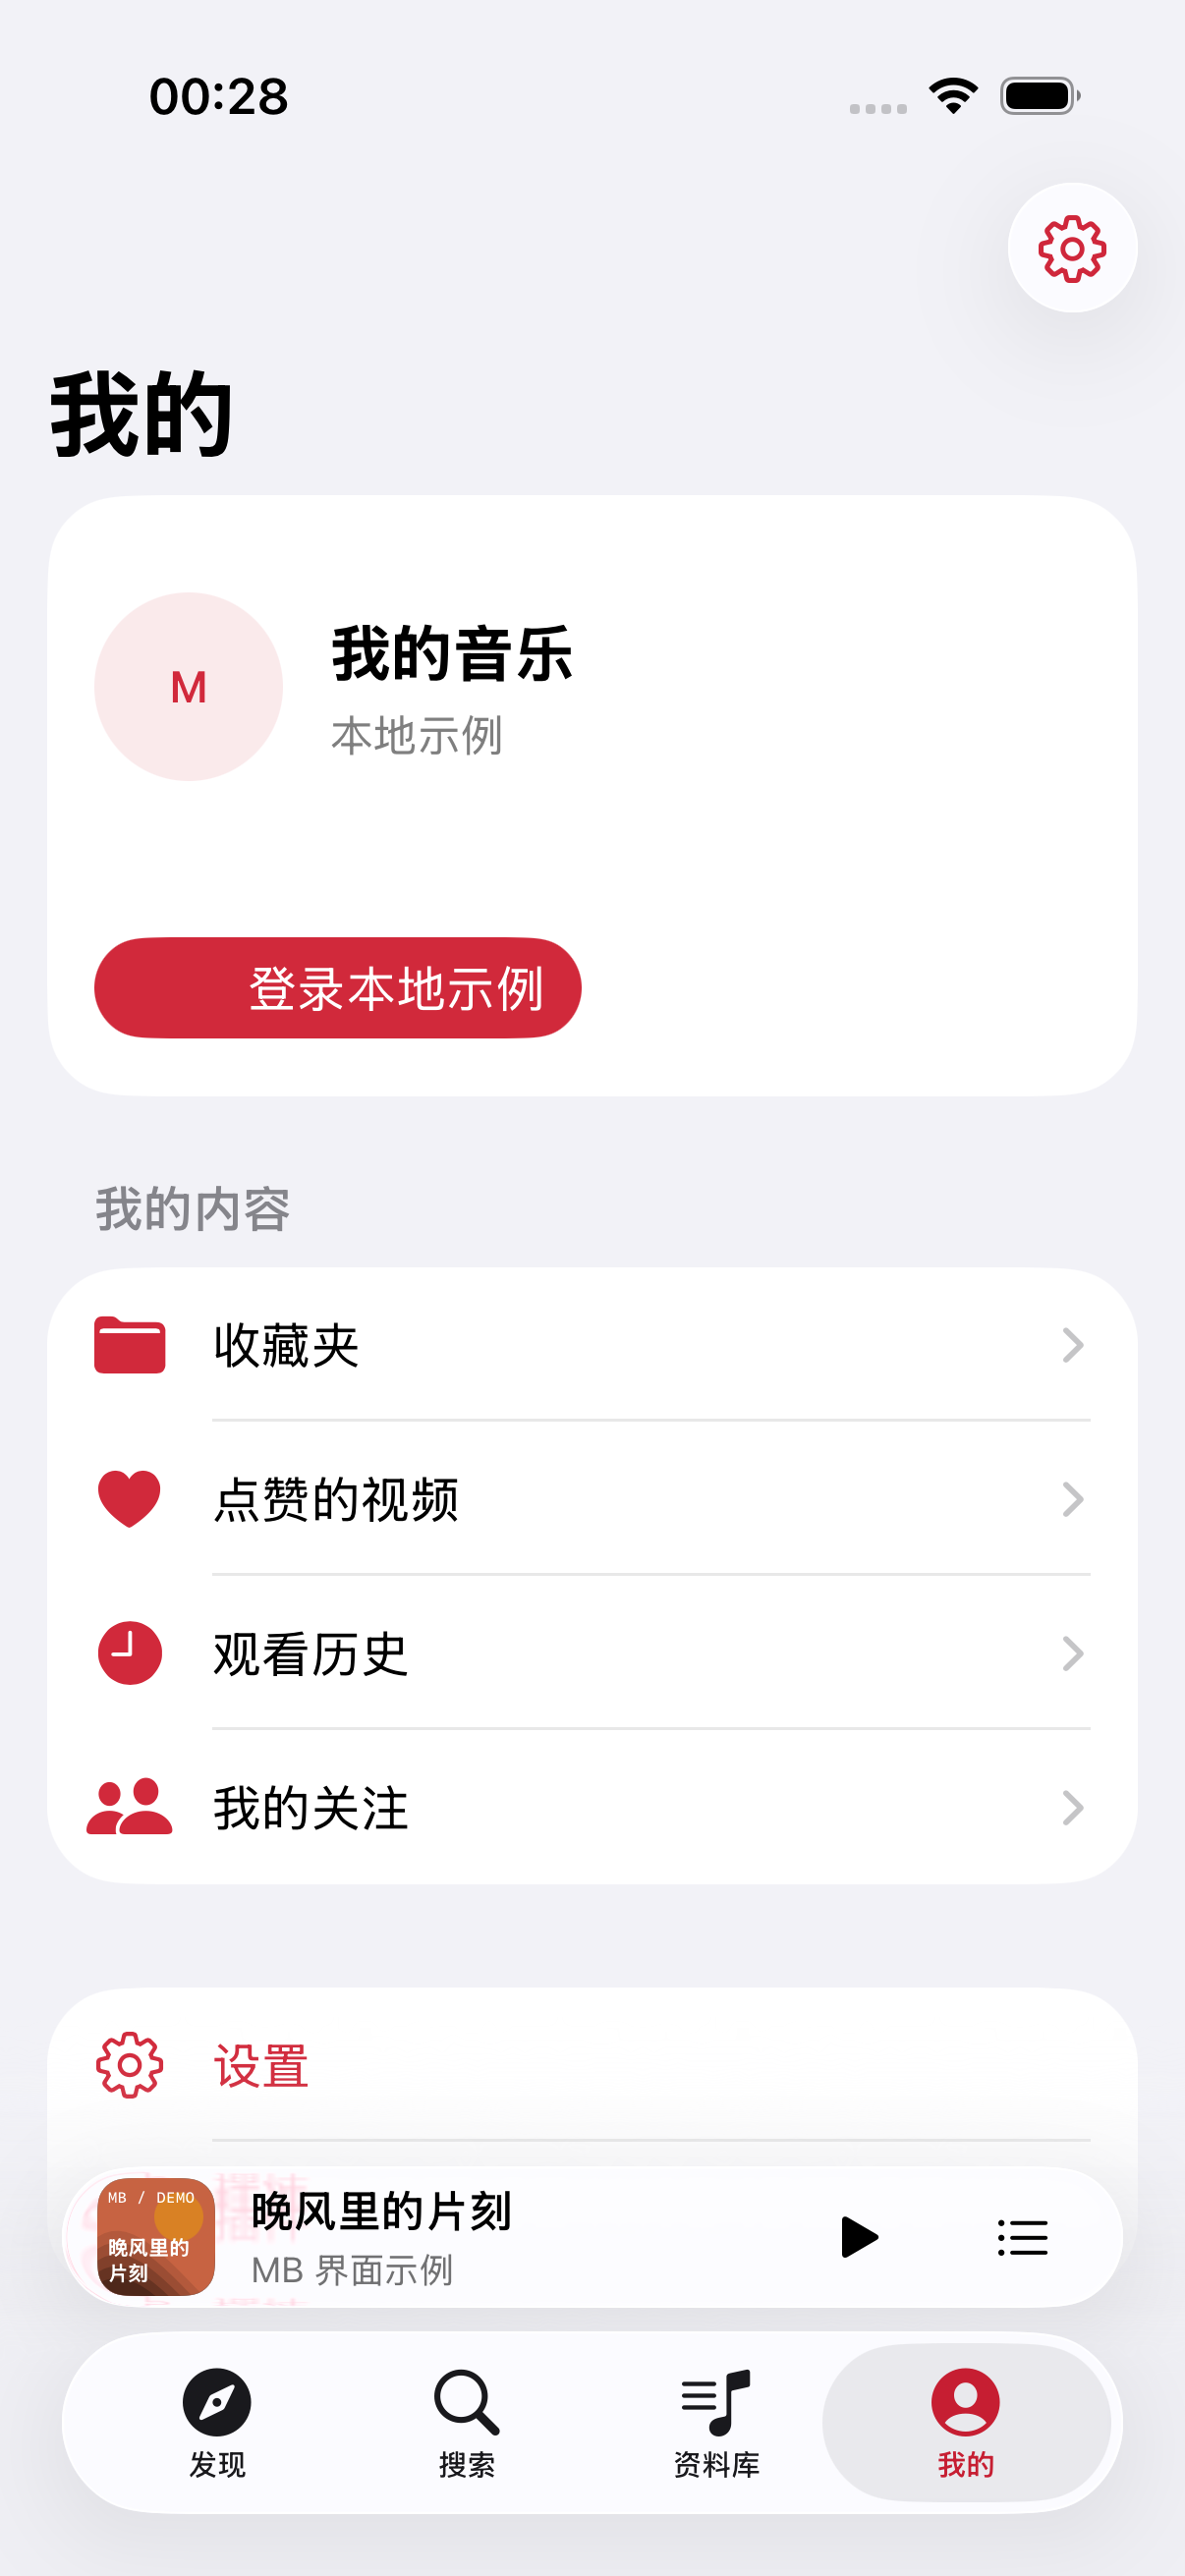 00:28
我的
M
我的音乐
本地示例
登录本地示例
我的内容
收藏夹
点赞的视频
观看历史
我的关注
设置
MB / DEMO
晚风里的
片刻
晚风里的片刻
MB 界面示例
发现
搜索
资料库
我的